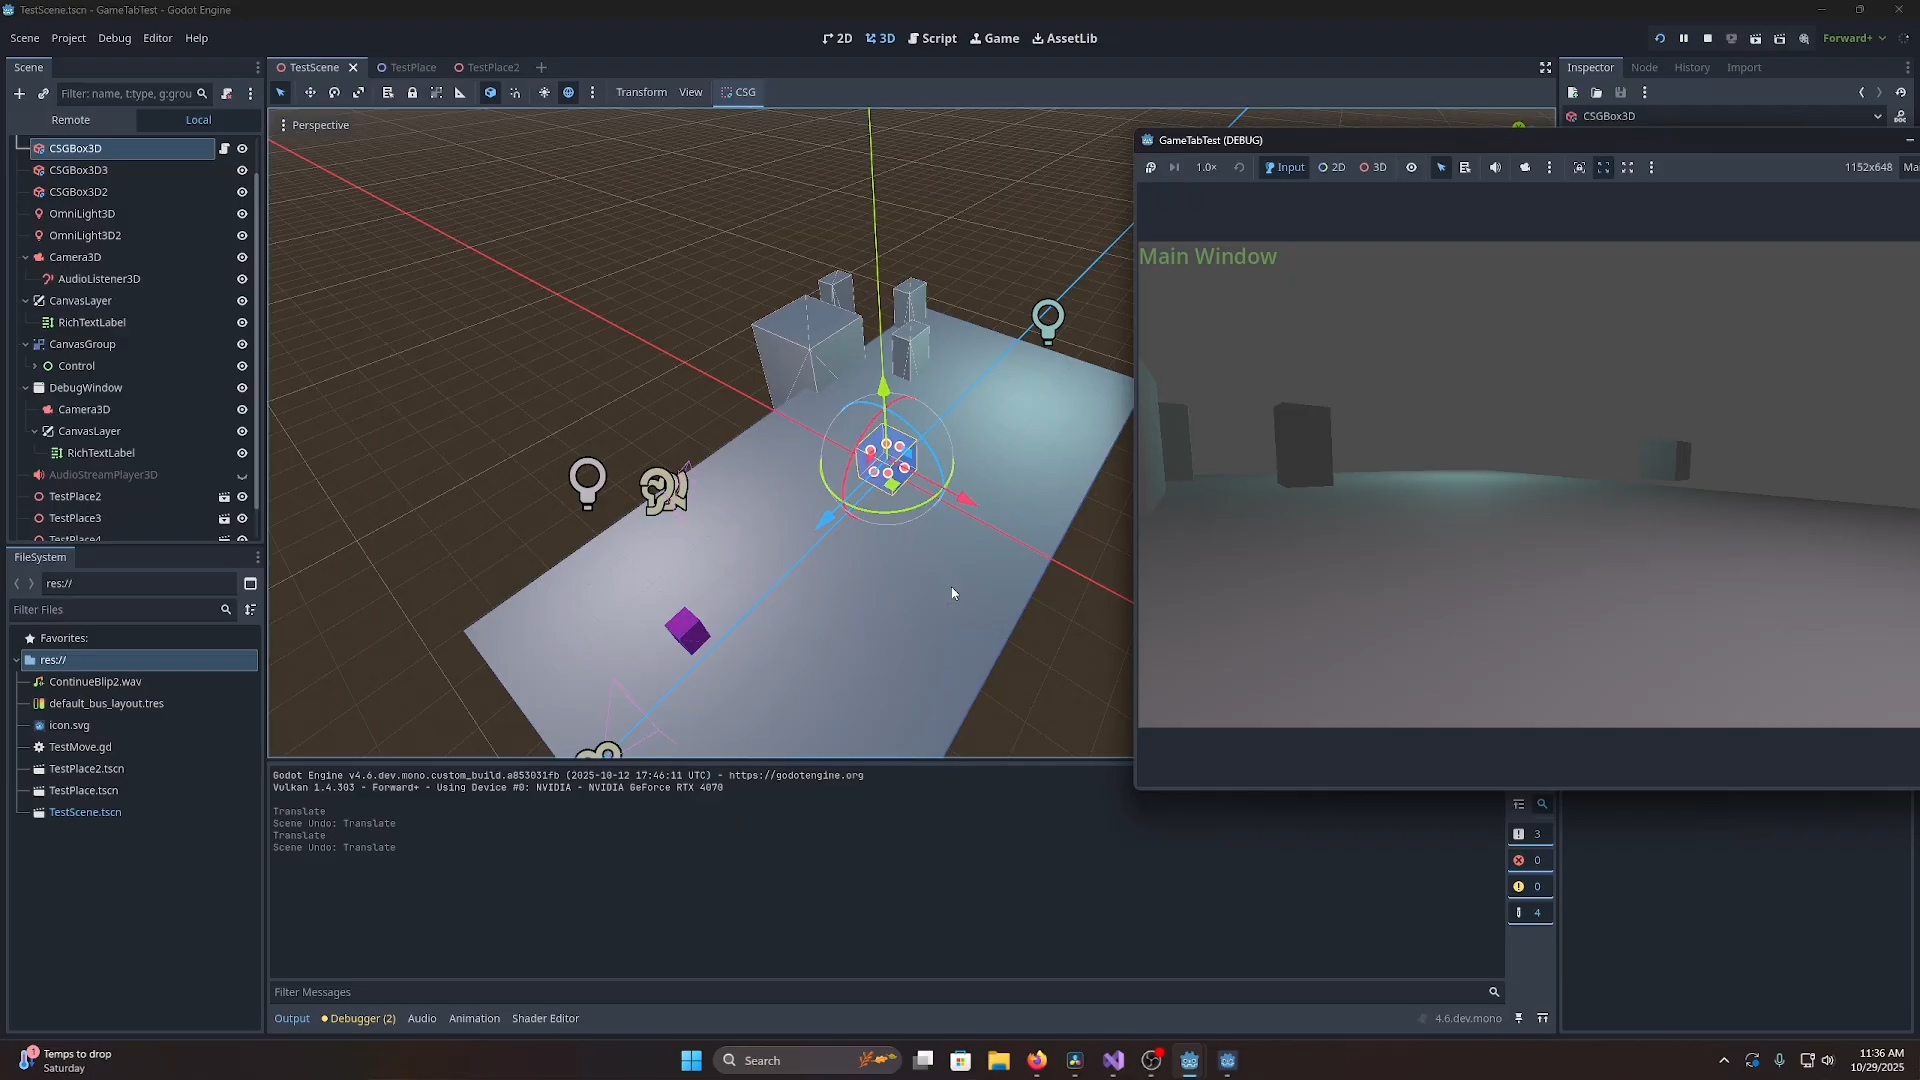 TestScene.tscn - GameTabTest - Godot Engine
Scene Project Debug Editor Help
2D 3D Script Game AssetLib
Forward+
Scene
TestScene TestPlace TestPlace2
Inspector Node History Import
Filter: name, t:type, g:grou
Transform View CSG
Remote Local
CSGBox3D
Perspective
CSGBox3D
CSGBox3D3
CSGBox3D2
OmniLight3D
OmniLight3D2
Camera3D
AudioListener3D
CanvasLayer
RichTextLabel
CanvasGroup
Control
DebugWindow
Camera3D
CanvasLayer
RichTextLabel
AudioStreamPlayer3D
TestPlace2
TestPlace3
TestPlace4
GameTabTest (DEBUG)
1.0x Input 2D 3D 1152x648 Mai
Main Window
FileSystem
res://
Filter Files
Favorites:
res://
ContinueBlip2.wav
default_bus_layout.tres
icon.svg
TestMove.gd
TestPlace2.tscn
TestPlace.tscn
TestScene.tscn
Godot Engine v4.6.dev.mono.custom_build.a853031fb (2025-10-12 17:46:11 UTC) - https://godotengine.org
Vulkan 1.4.303 - Forward+ - Using Device #0: NVIDIA - NVIDIA GeForce RTX 4070
Translate
Scene Undo: Translate
Translate
Scene Undo: Translate
3
0
0
4
Filter Messages
Output Debugger (2) Audio Animation Shader Editor
4.6.dev.mono
1
Temps to drop
Saturday
Search
11:36 AM
10/29/2025